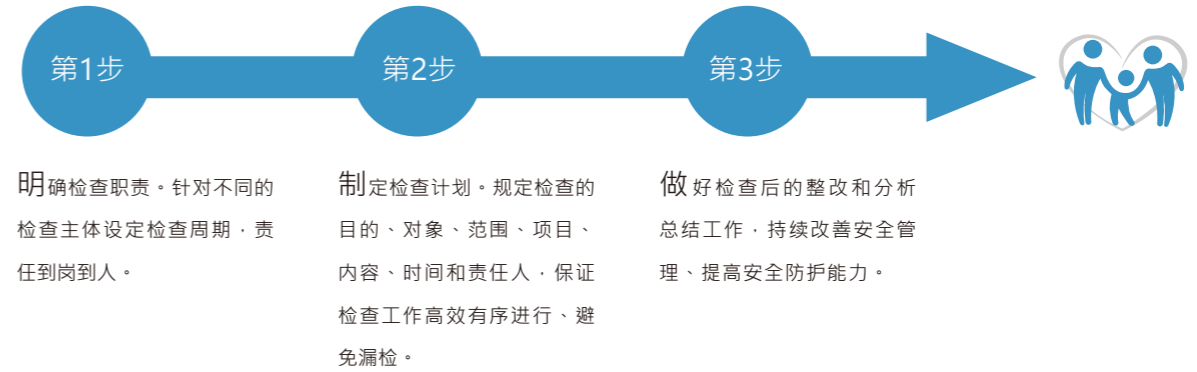 第1步
第2步
第3步
明确检查职责。针对不同的
检查主体设定检查周期，责
任到岗到人。
制定检查计划。规定检查的
目的、对象、范围、项目、
内容、时间和责任人，保证
检查工作高效有序进行、避
免漏检。
做好检查后的整改和分析
总结工作，持续改善安全管
理、提高安全防护能力。